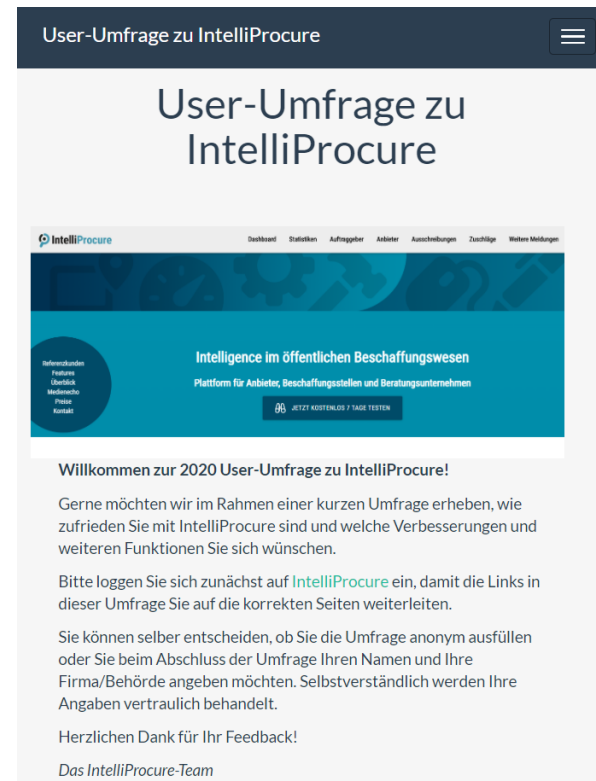 User-Umfrage zu IntelliProcure
User-Umfrage zu
IntelliProcure
IntelliProcure
Dashboard Statistiken Auftraggeber Anbieter Ausschreibungen Zuschläge Weitere Meldungen
Intelligence im öffentlichen Beschaffungswesen
Plattform für Anbieter, Beschaffungsstellen und Beratungsunternehmen
JETZT KOSTENLOS 7 TAGE TESTEN
Referenzkunden
Features
Überblick
Medienecho
Preise
Kontakt
Willkommen zur 2020 User-Umfrage zu IntelliProcure!
Gerne möchten wir im Rahmen einer kurzen Umfrage erheben, wie
zufrieden Sie mit IntelliProcure sind und welche Verbesserungen und
weiteren Funktionen Sie sich wünschen.
Bitte loggen Sie sich zunächst auf IntelliProcure ein, damit die Links in
dieser Umfrage Sie auf die korrekten Seiten weiterleiten.
Sie können selber entscheiden, ob Sie die Umfrage anonym ausfüllen
oder Sie beim Abschluss der Umfrage Ihren Namen und Ihre
Firma/Behörde angeben möchten. Selbstverständlich werden Ihre
Angaben vertraulich behandelt.
Herzlichen Dank für Ihr Feedback!
Das IntelliProcure-Team